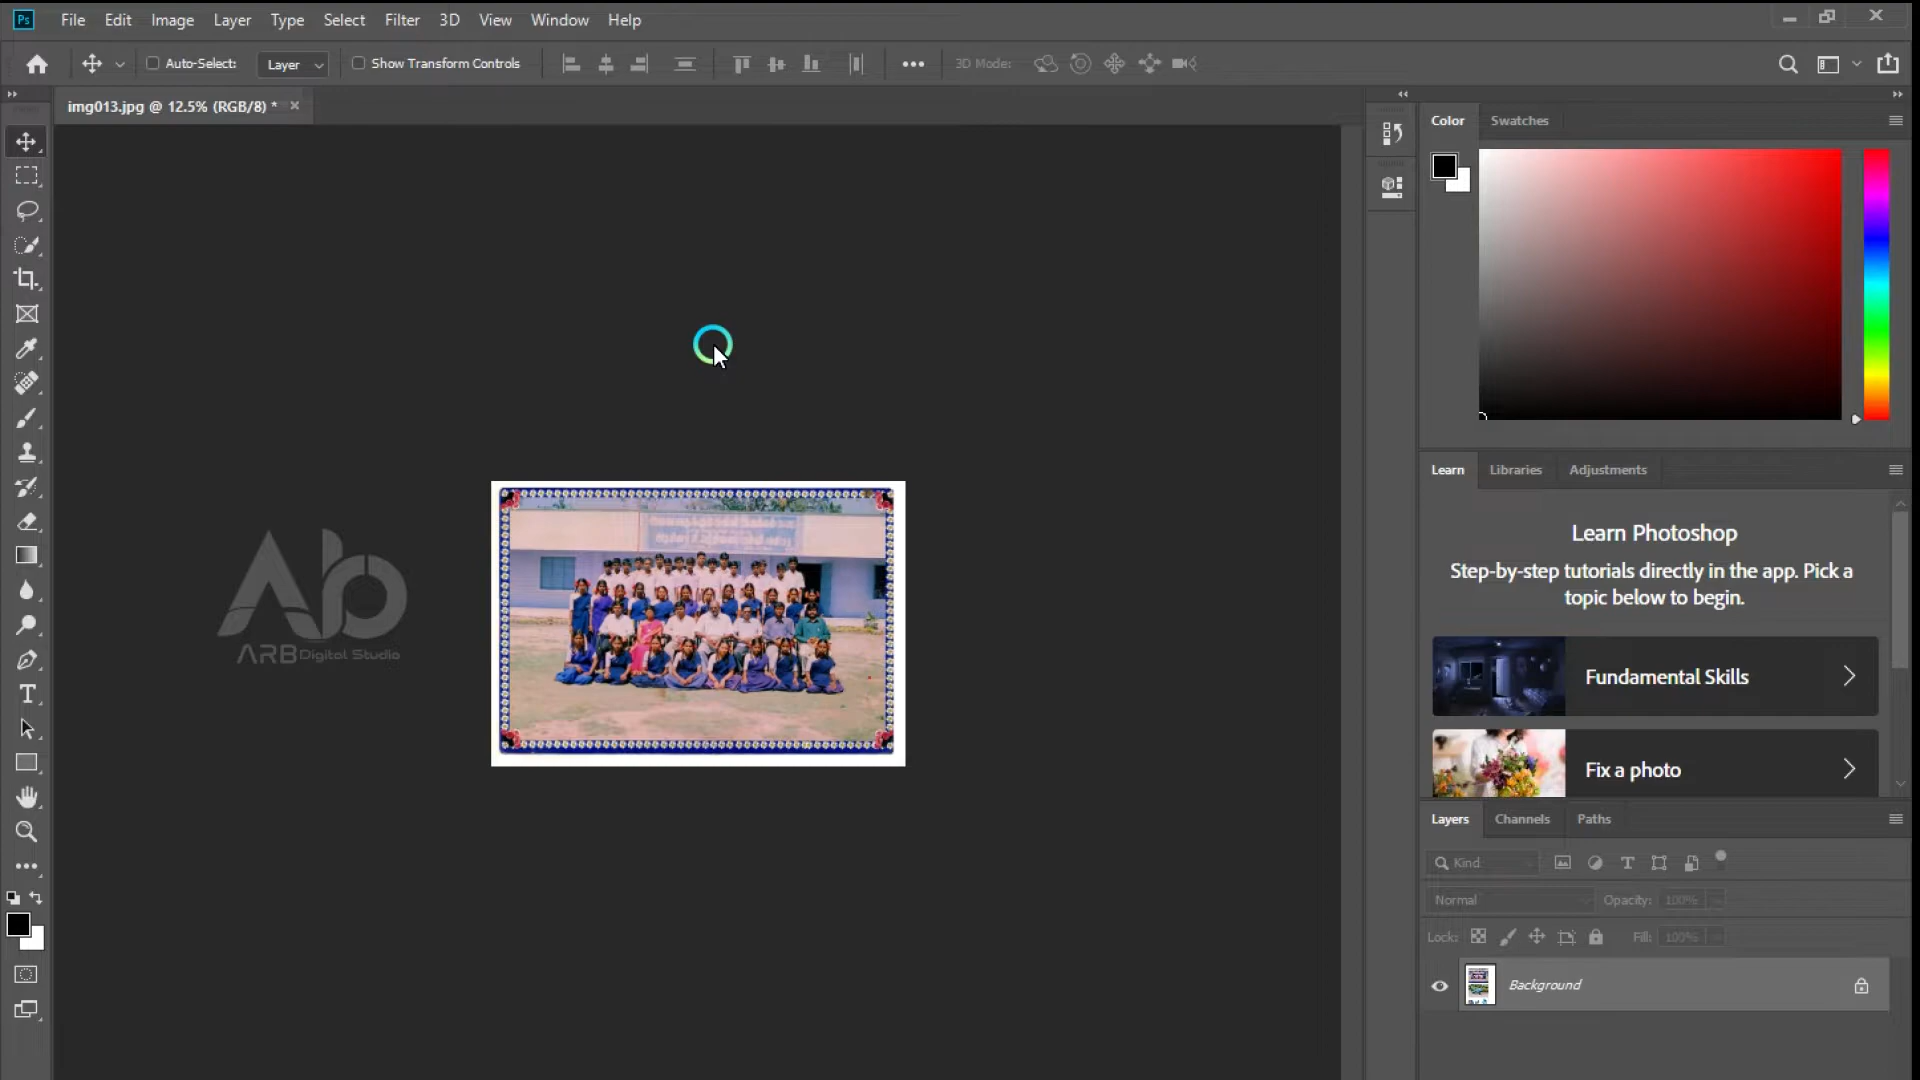 Ps File Edit Image Layer Type Select Filter 3D View Window Help
Auto-Select: Layer Show Transform Controls 3D Mode:
img013.jpg @ 12.5% (RGB/8) *
Color Swatches
Learn Libraries Adjustments
Learn Photoshop
Step-by-step tutorials directly in the app. Pick a
topic below to begin.
Fundamental Skills
Fix a photo
Ab
ARB Digital Studio
Layers Channels Paths
Kind
Normal Opacity: 100%
Lock: Fill: 100%
Background